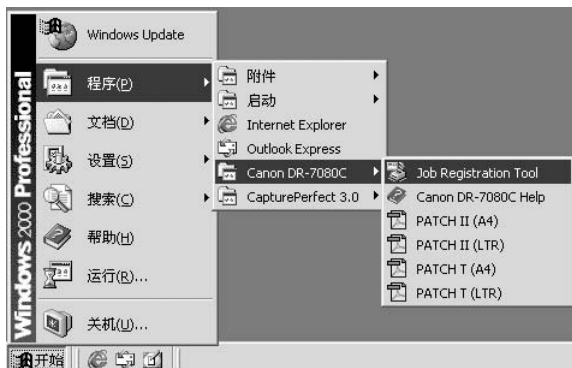 Windows 2000 Professional
Windows Update
程序(P)
文档(D)
设置(S)
搜索(C)
帮助(H)
运行(R)...
关机(U)...
附件
启动
Internet Explorer
Outlook Express
Canon DR-7080C
CapturePerfect 3.0
Job Registration Tool
Canon DR-7080C Help
PATCH II (A4)
PATCH II (LTR)
PATCH T (A4)
PATCH T (LTR)
开始